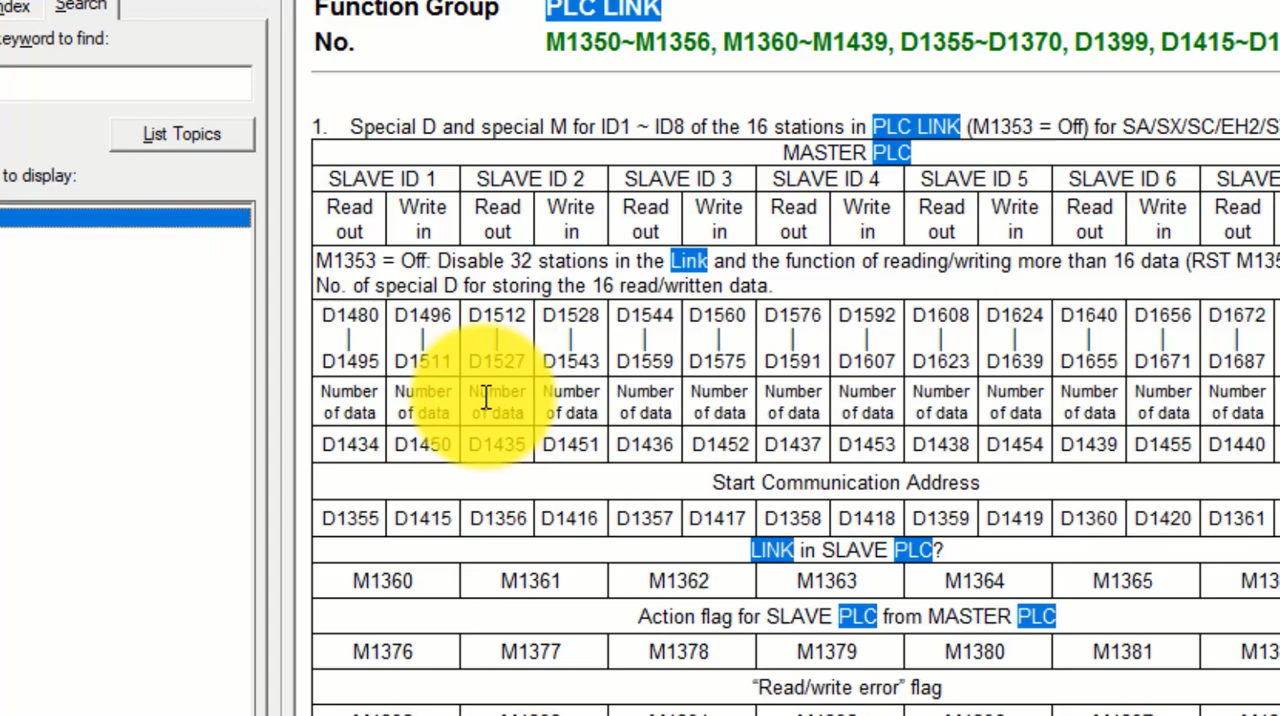 ndex Search
eyword to find:
List Topics
to display:
Function Group PLC LINK
No. M1350~M1356, M1360~M1439, D1355~D1370, D1399, D1415~D1
1. Special D and special M for ID1 ~ ID8 of the 16 stations in PLC LINK (M1353 = Off) for SA/SX/SC/EH2/S
MASTER PLC
SLAVE ID 1 SLAVE ID 2 SLAVE ID 3 SLAVE ID 4 SLAVE ID 5 SLAVE ID 6 SLAVE
Read Write Read Write Read Write Read Write Read Write Read Write Read
out in out in out in out in out in out in out
M1353 = Off: Disable 32 stations in the Link and the function of reading/writing more than 16 data (RST M135
No. of special D for storing the 16 read/written data.
D1480 D1496 D1512 D1528 D1544 D1560 D1576 D1592 D1608 D1624 D1640 D1656 D1672
| | | | | | | | | | | | |
D1495 D1511 D1527 D1543 D1559 D1575 D1591 D1607 D1623 D1639 D1655 D1671 D1687
Number Number Number Number Number Number Number Number Number Number Number Number Number
of data of data of data of data of data of data of data of data of data of data of data of data of data
D1434 D1450 D1435 D1451 D1436 D1452 D1437 D1453 D1438 D1454 D1439 D1455 D1440
Start Communication Address
D1355 D1415 D1356 D1416 D1357 D1417 D1358 D1418 D1359 D1419 D1360 D1420 D1361
LINK in SLAVE PLC?
M1360 M1361 M1362 M1363 M1364 M1365 M13
Action flag for SLAVE PLC from MASTER PLC
M1376 M1377 M1378 M1379 M1380 M1381 M13
“Read/write error” flag